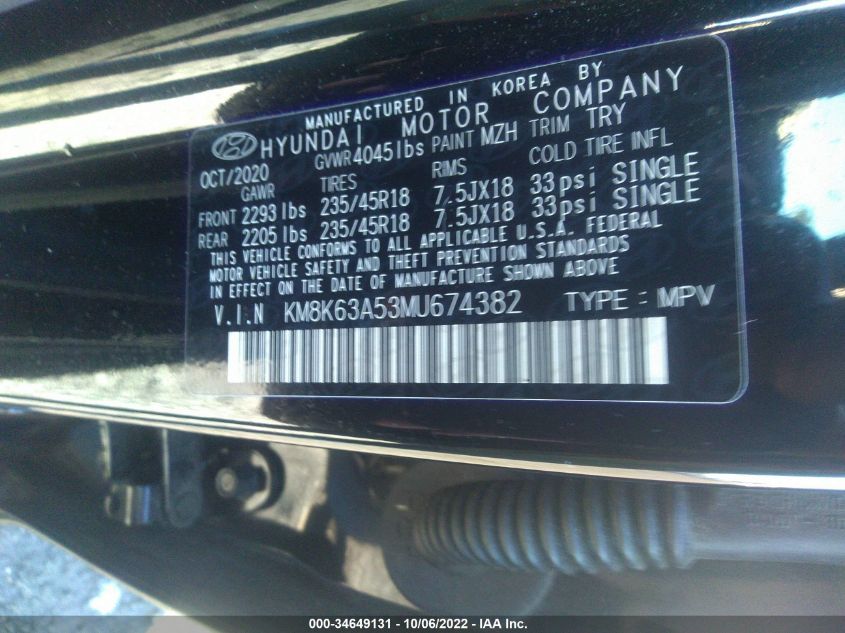 MANUFACTURED IN KOREA BY
HYUNDAI MOTOR COMPANY
OCT/2020 GVWR 4045lbs PAINT MZH TRIM TRY
GAWR TIRES RIMS COLD TIRE INFL
FRONT 2293 lbs 235/45R18 7.5JX18 33psi SINGLE
REAR 2205 lbs 235/45R18 7.5JX18 33psi SINGLE
THIS VEHICLE CONFORMS TO ALL APPLICABLE U.S.A. FEDERAL
MOTOR VEHICLE SAFETY AND THEFT PREVENTION STANDARDS
IN EFFECT ON THE DATE OF MANUFACTURE SHOWN ABOVE.
V.I.N KM8K63A53MU674382 TYPE : MPV
000-34649131 - 10/06/2022 - IAA Inc.